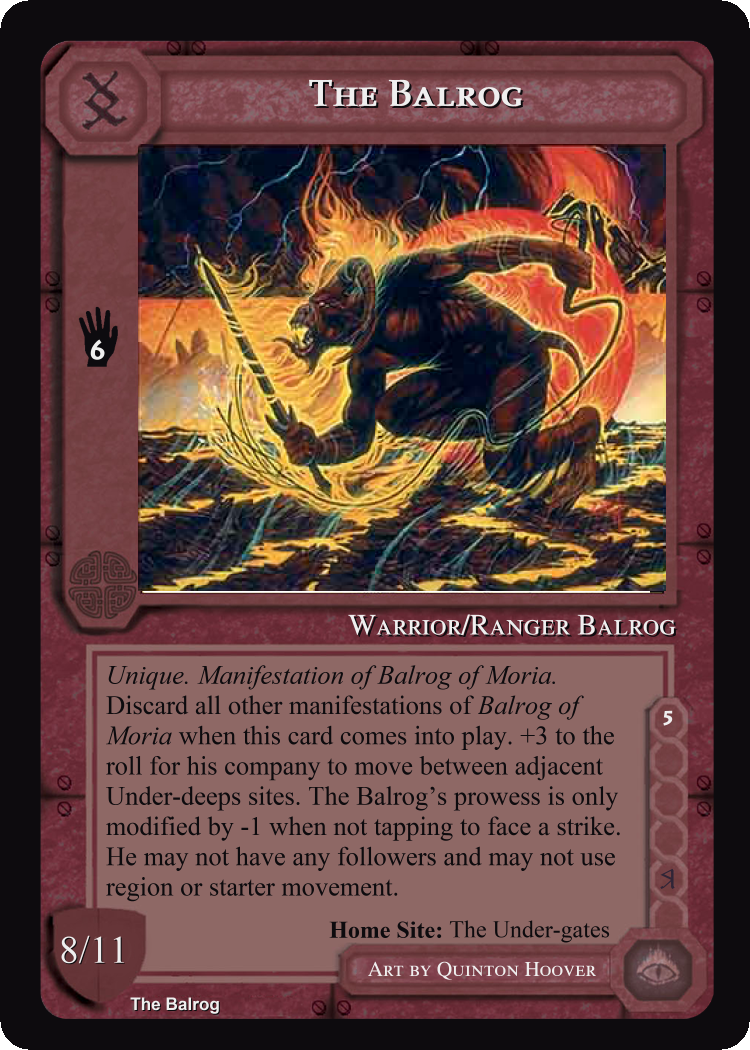 The Balrog
6
Warrior/Ranger Balrog
Unique. Manifestation of Balrog of Moria.
Discard all other manifestations of Balrog of
Moria when this card comes into play. +3 to the
roll for his company to move between adjacent
Under-deeps sites. The Balrog’s prowess is only
modified by -1 when not tapping to face a strike.
He may not have any followers and may not use
region or starter movement.
5
Home Site: The Under-gates
8/11
Art by Quinton Hoover
The Balrog